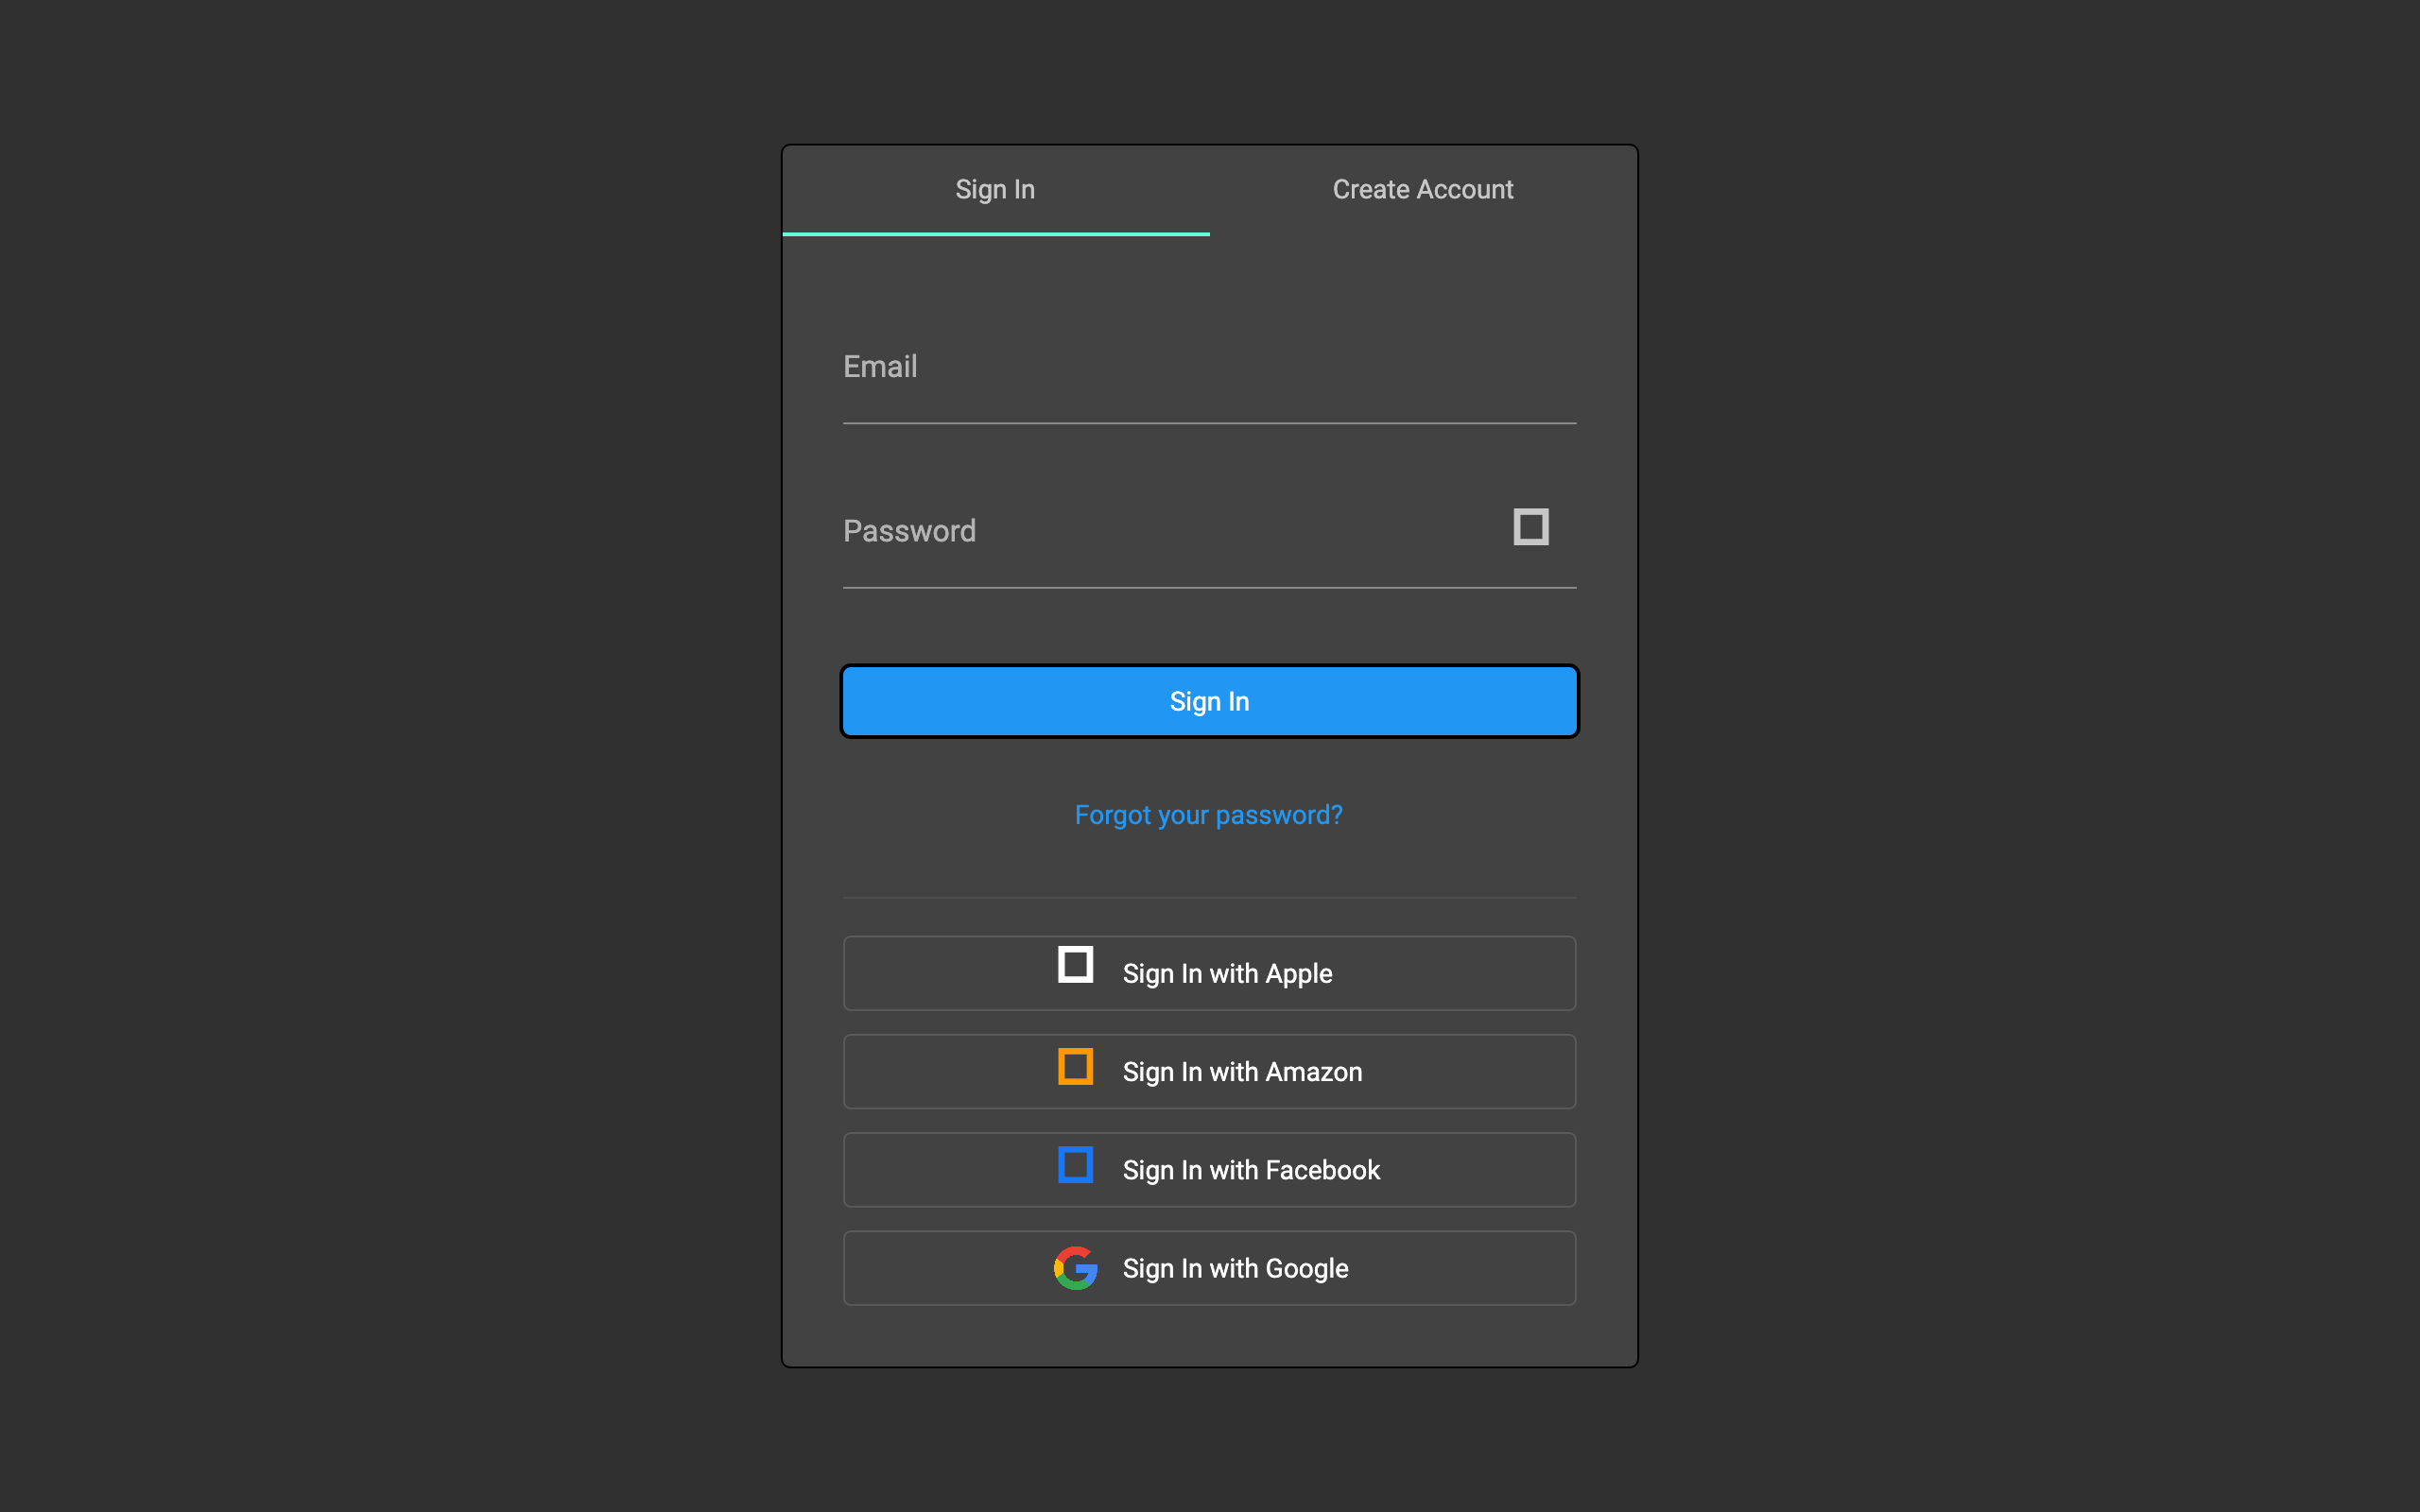 Sign In
Create Account
Email
Password
Sign In
Forgot your password?
Sign In with Apple
Sign In with Amazon
Sign In with Facebook
Sign In with Google